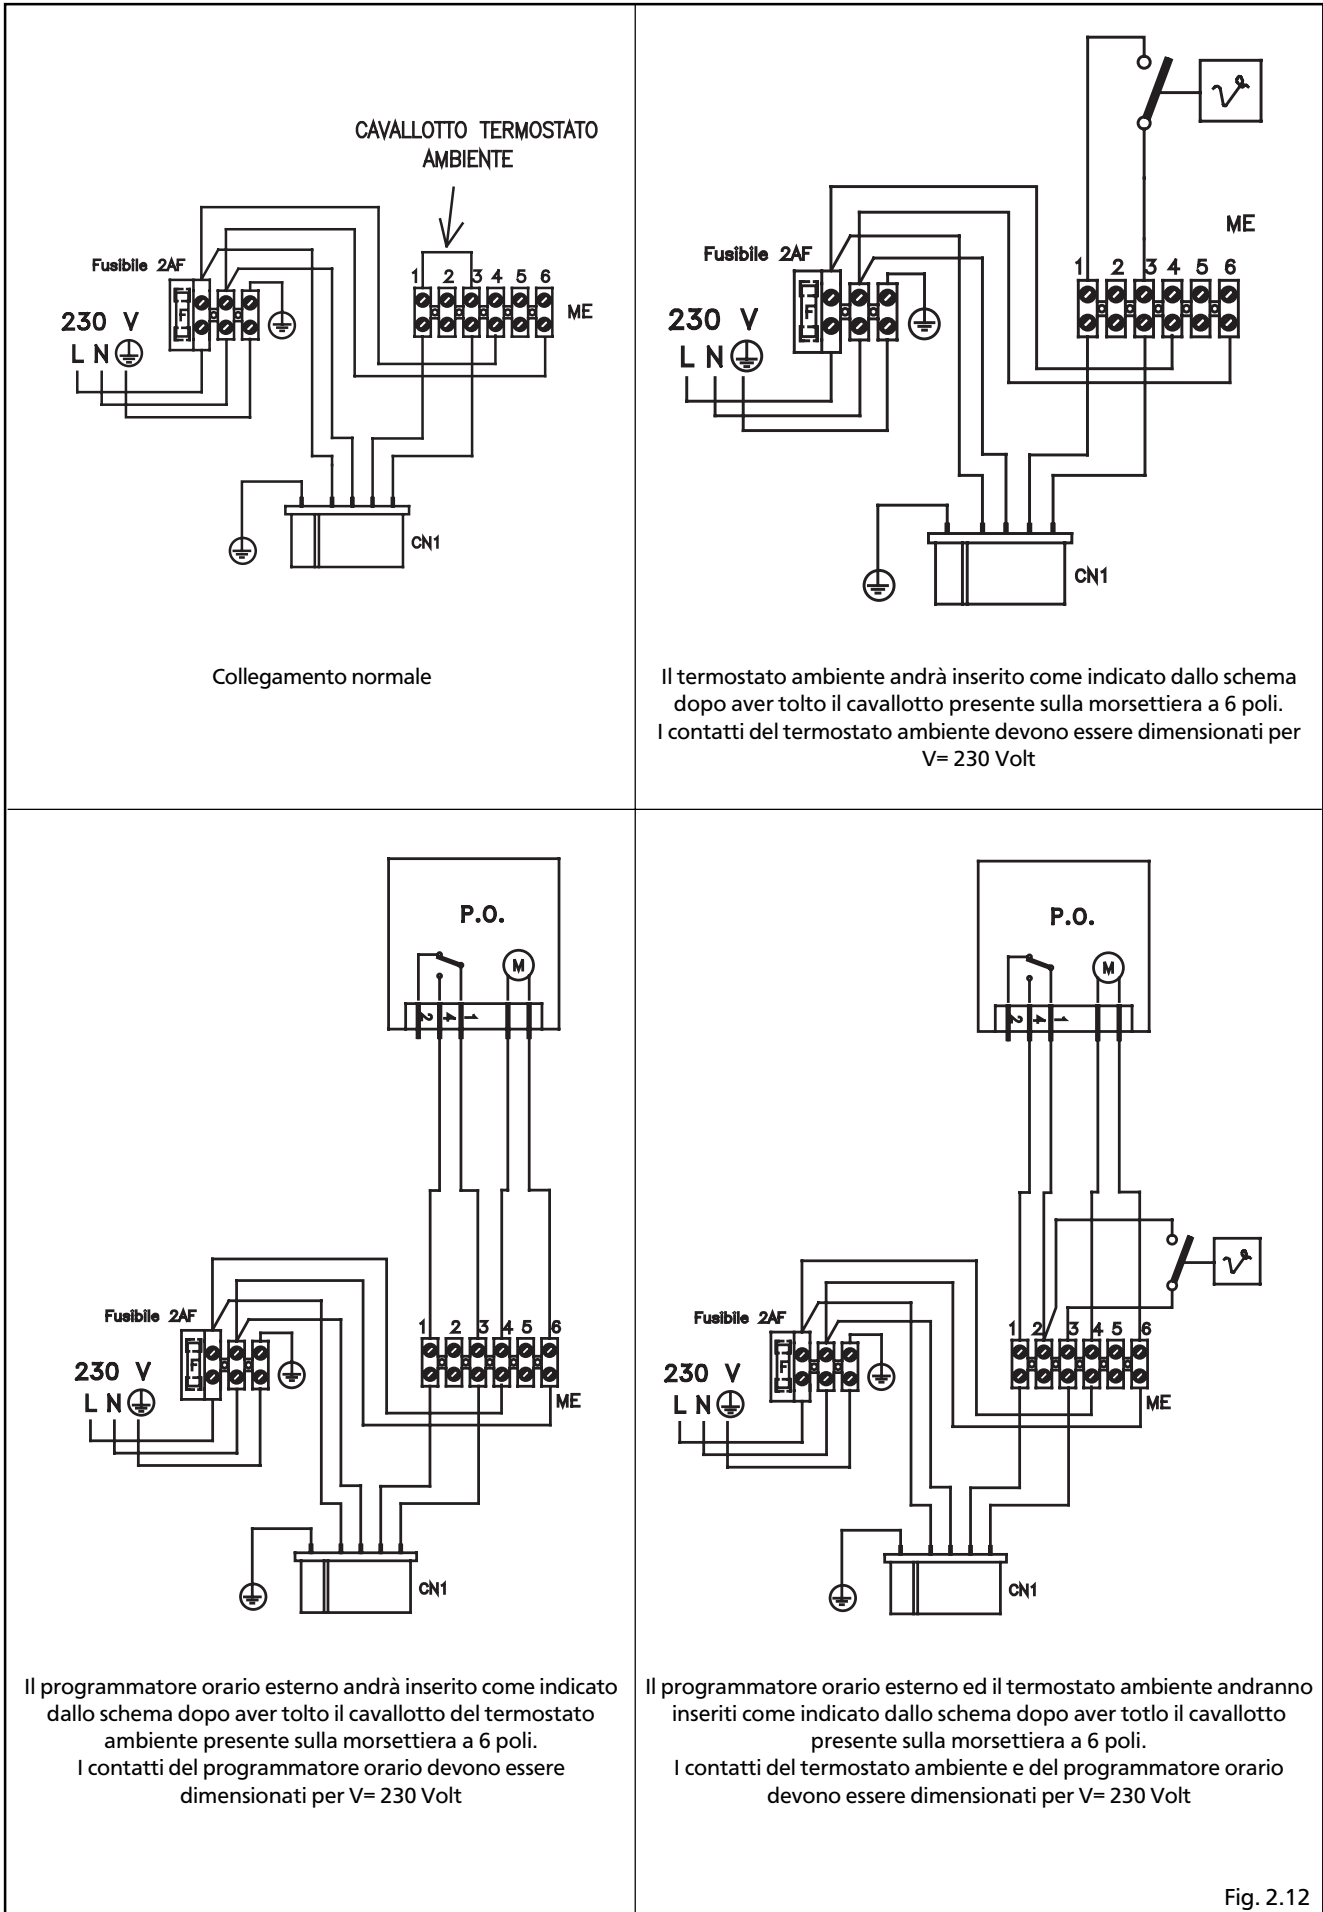 CAVALLOTTO TERMOSTATO
AMBIENTE
Fusibile 2AF
1 2 3 4 5 6
F
ME
230 V
L N
CN1
Collegamento normale
ME
Fusibile 2AF
1 2 3 4 5 6
F
230 V
L N
CN1
Il termostato ambiente andrà inserito come indicato dallo schema
dopo aver tolto il cavallotto presente sulla morsettiera a 6 poli.
I contatti del termostato ambiente devono essere dimensionati per
V= 230 Volt
P.O.
M
2 4 1
Fusibile 2AF
1 2 3 4 5 6
F
230 V
L N
ME
CN1
Il programmatore orario esterno andrà inserito come indicato
dallo schema dopo aver tolto il cavallotto del termostato
ambiente presente sulla morsettiera a 6 poli.
I contatti del programmatore orario devono essere
dimensionati per V= 230 Volt
P.O.
M
2 4 1
Fusibile 2AF
1 2 3 4 5 6
F
230 V
L N
ME
CN1
Il programmatore orario esterno ed il termostato ambiente andranno
inseriti come indicato dallo schema dopo aver totlo il cavallotto
presente sulla morsettiera a 6 poli.
I contatti del termostato ambiente e del programmatore orario
devono essere dimensionati per V= 230 Volt
Fig. 2.12